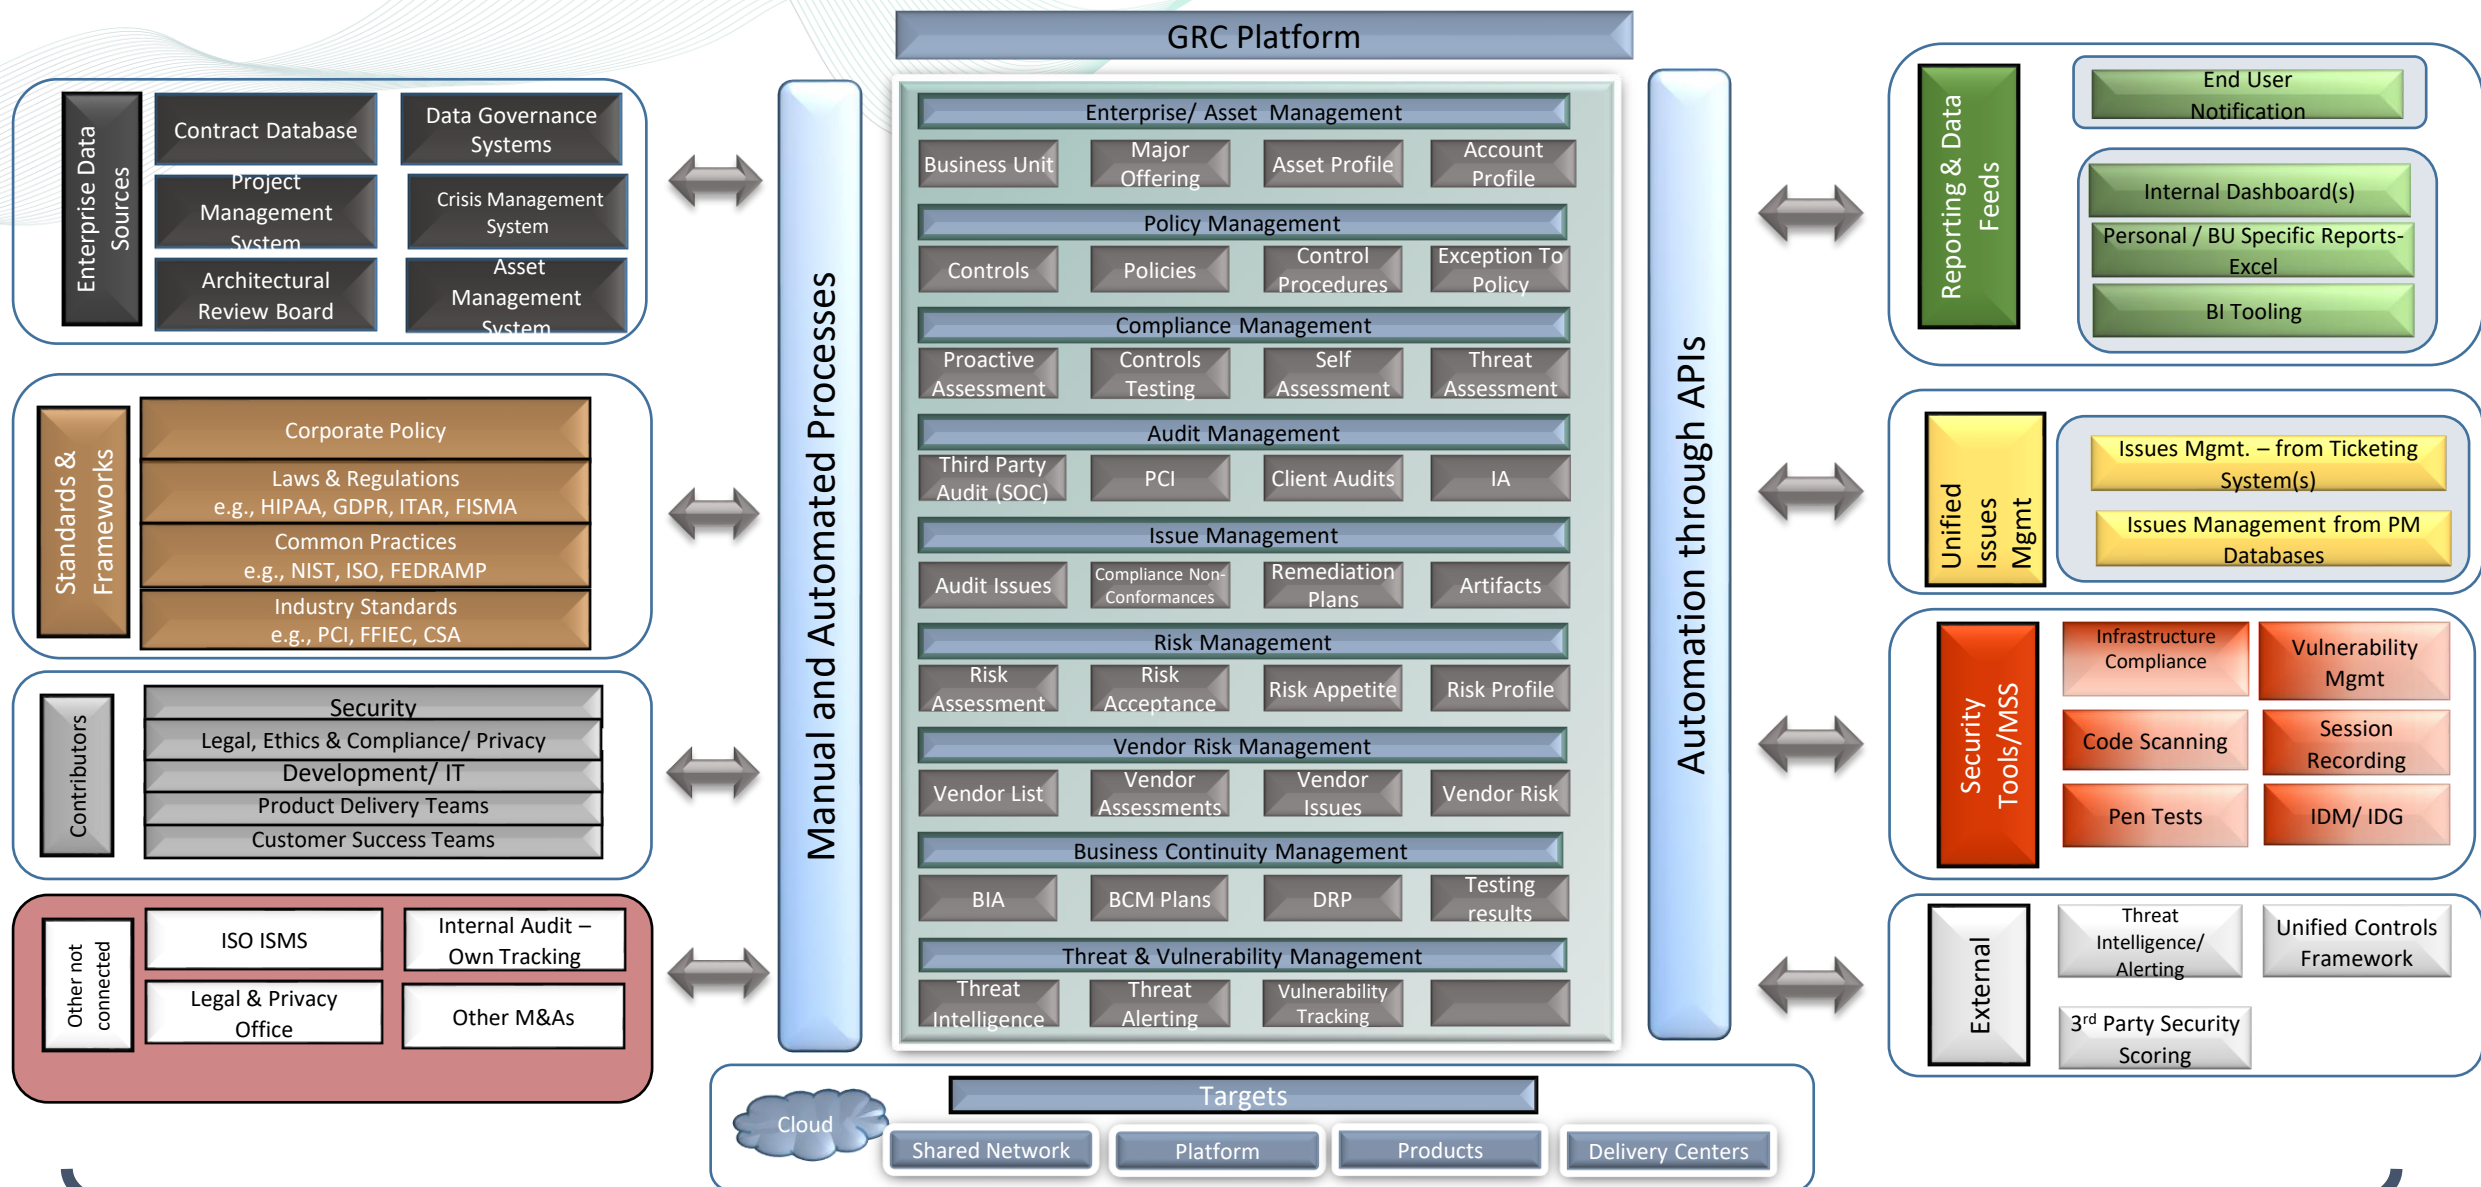 GRC Platform
Enterprise Data
Sources
Contract Database
Data Governance
Systems
Project
Management
System
Crisis Management
System
Architectural
Review Board
Asset
Management
System
Standards &
Frameworks
Corporate Policy
Laws & Regulations
e.g., HIPAA, GDPR, ITAR, FISMA
Common Practices
e.g., NIST, ISO, FEDRAMP
Industry Standards
e.g., PCI, FFIEC, CSA
Contributors
Security
Legal, Ethics & Compliance/ Privacy
Development/ IT
Product Delivery Teams
Customer Success Teams
Other not
connected
ISO ISMS
Internal Audit –
Own Tracking
Legal & Privacy
Office
Other M&As
Manual and Automated Processes
Enterprise/ Asset Management
Business Unit
Major
Offering
Asset Profile
Account
Profile
Policy Management
Controls
Policies
Control
Procedures
Exception To
Policy
Compliance Management
Proactive
Assessment
Controls
Testing
Self
Assessment
Threat
Assessment
Audit Management
Third Party
Audit (SOC)
PCI
Client Audits
IA
Issue Management
Audit Issues
Compliance Non-
Conformances
Remediation
Plans
Artifacts
Risk Management
Risk
Assessment
Risk
Acceptance
Risk Appetite
Risk Profile
Vendor Risk Management
Vendor List
Vendor
Assessments
Vendor
Issues
Vendor Risk
Business Continuity Management
BIA
BCM Plans
DRP
Testing
results
Threat & Vulnerability Management
Threat
Intelligence
Threat
Alerting
Vulnerability
Tracking
Automation through APIs
Reporting & Data
Feeds
End User
Notification
Internal Dashboard(s)
Personal / BU Specific Reports-
Excel
BI Tooling
Unified
Issues
Mgmt
Issues Mgmt. – from Ticketing
System(s)
Issues Management from PM
Databases
Security
Tools/MSS
Infrastructure
Compliance
Vulnerability
Mgmt
Code Scanning
Session
Recording
Pen Tests
IDM/ IDG
External
Threat
Intelligence/
Alerting
Unified Controls
Framework
3rd Party Security
Scoring
Targets
Cloud
Shared Network
Platform
Products
Delivery Centers